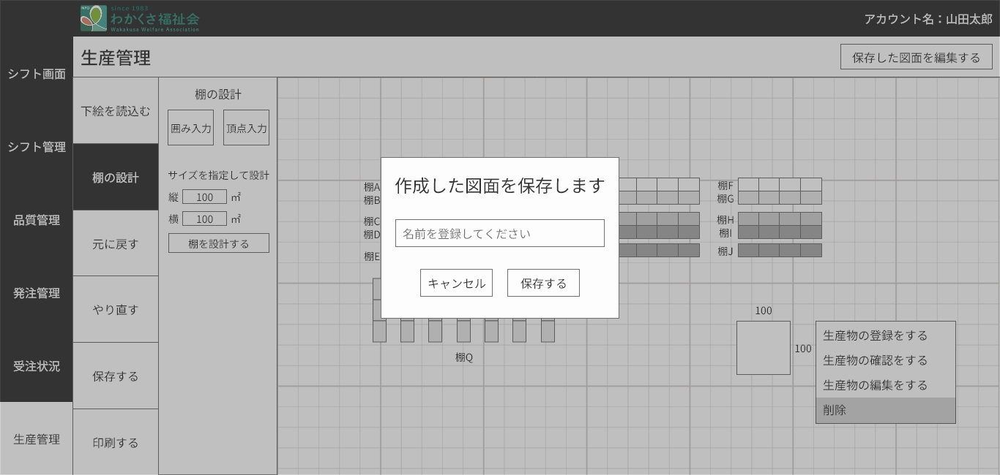 NPO
since 1983
わかくさ福祉会
Wakakusa Welfare Association
アカウント名：山田太郎
シフト画面
シフト管理
品質管理
発注管理
受注状況
生産管理
生産管理
保存した図面を編集する
下絵を読込む
棚の設計
元に戻す
やり直す
保存する
印刷する
棚の設計
囲み入力
頂点入力
サイズを指定して設計
縦 100 ㎡
横 100 ㎡
棚を設計する
棚A
棚B
棚C
棚D
棚E
棚F
棚G
棚H
棚I
棚J
棚Q
作成した図面を保存します
名前を登録してください
キャンセル
保存する
100
100
生産物の登録をする
生産物の確認をする
生産物の編集をする
削除